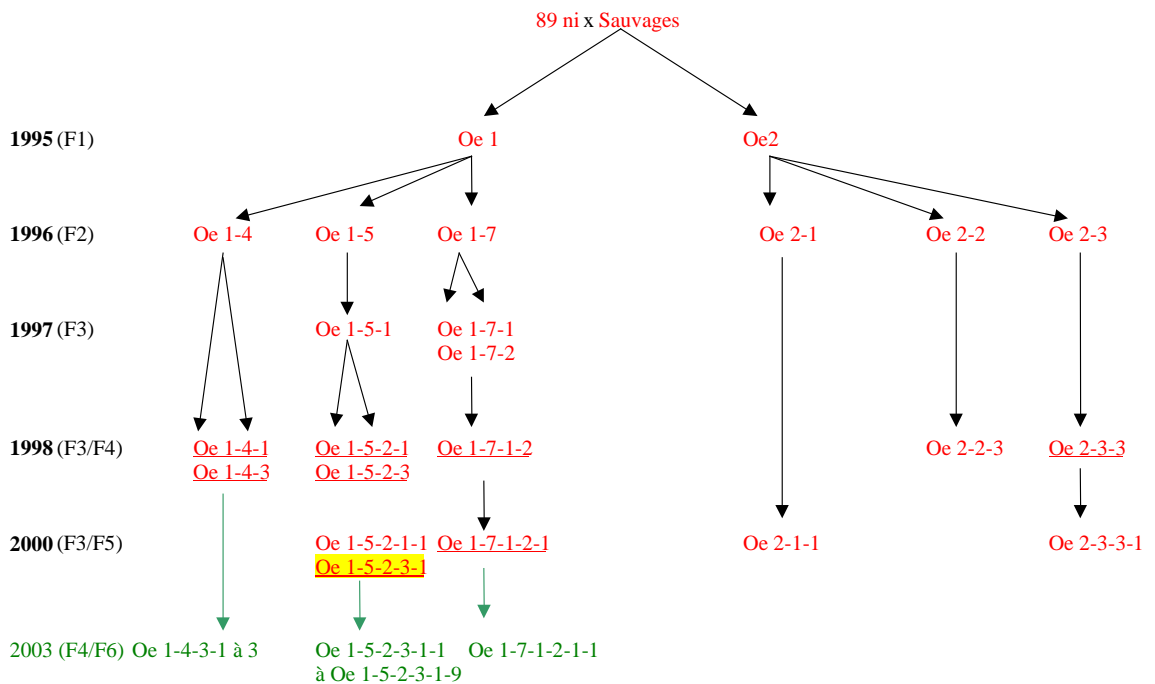 89 ni x Sauvages
1995 (F1) Oe 1 Oe2
1996 (F2) Oe 1-4 Oe 1-5 Oe 1-7 Oe 2-1 Oe 2-2 Oe 2-3
1997 (F3) Oe 1-5-1 Oe 1-7-1
Oe 1-7-2
1998 (F3/F4) Oe 1-4-1 Oe 1-5-2-1 Oe 1-7-1-2 Oe 2-2-3 Oe 2-3-3
Oe 1-4-3 Oe 1-5-2-3
2000 (F3/F5) Oe 1-5-2-1-1 Oe 1-7-1-2-1 Oe 2-1-1 Oe 2-3-3-1
Oe 1-5-2-3-1
2003 (F4/F6) Oe 1-4-3-1 à 3 Oe 1-5-2-3-1-1 Oe 1-7-1-2-1-1
à Oe 1-5-2-3-1-9